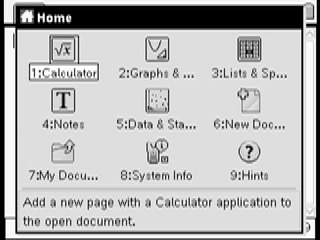 Home
√x
1:Calculator
2:Graphs & ...
3:Lists & Sp...
T
4:Notes
5:Data & Sta...
6:New Doc...
7:My Docu...
8:System Info
?
9:Hints
Add a new page with a Calculator application to
the open document.